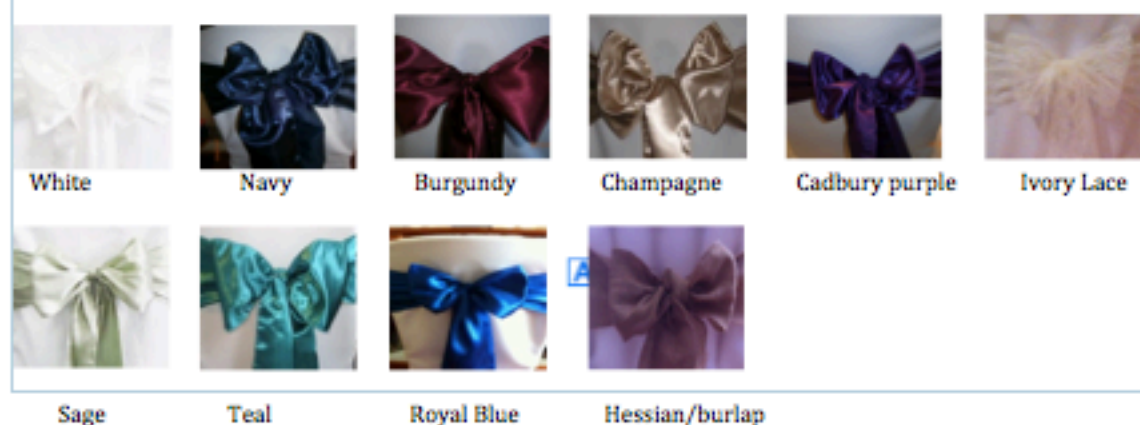 White Navy Burgundy Champagne Cadbury purple Ivory Lace
A
Sage Teal Royal Blue Hessian/burlap